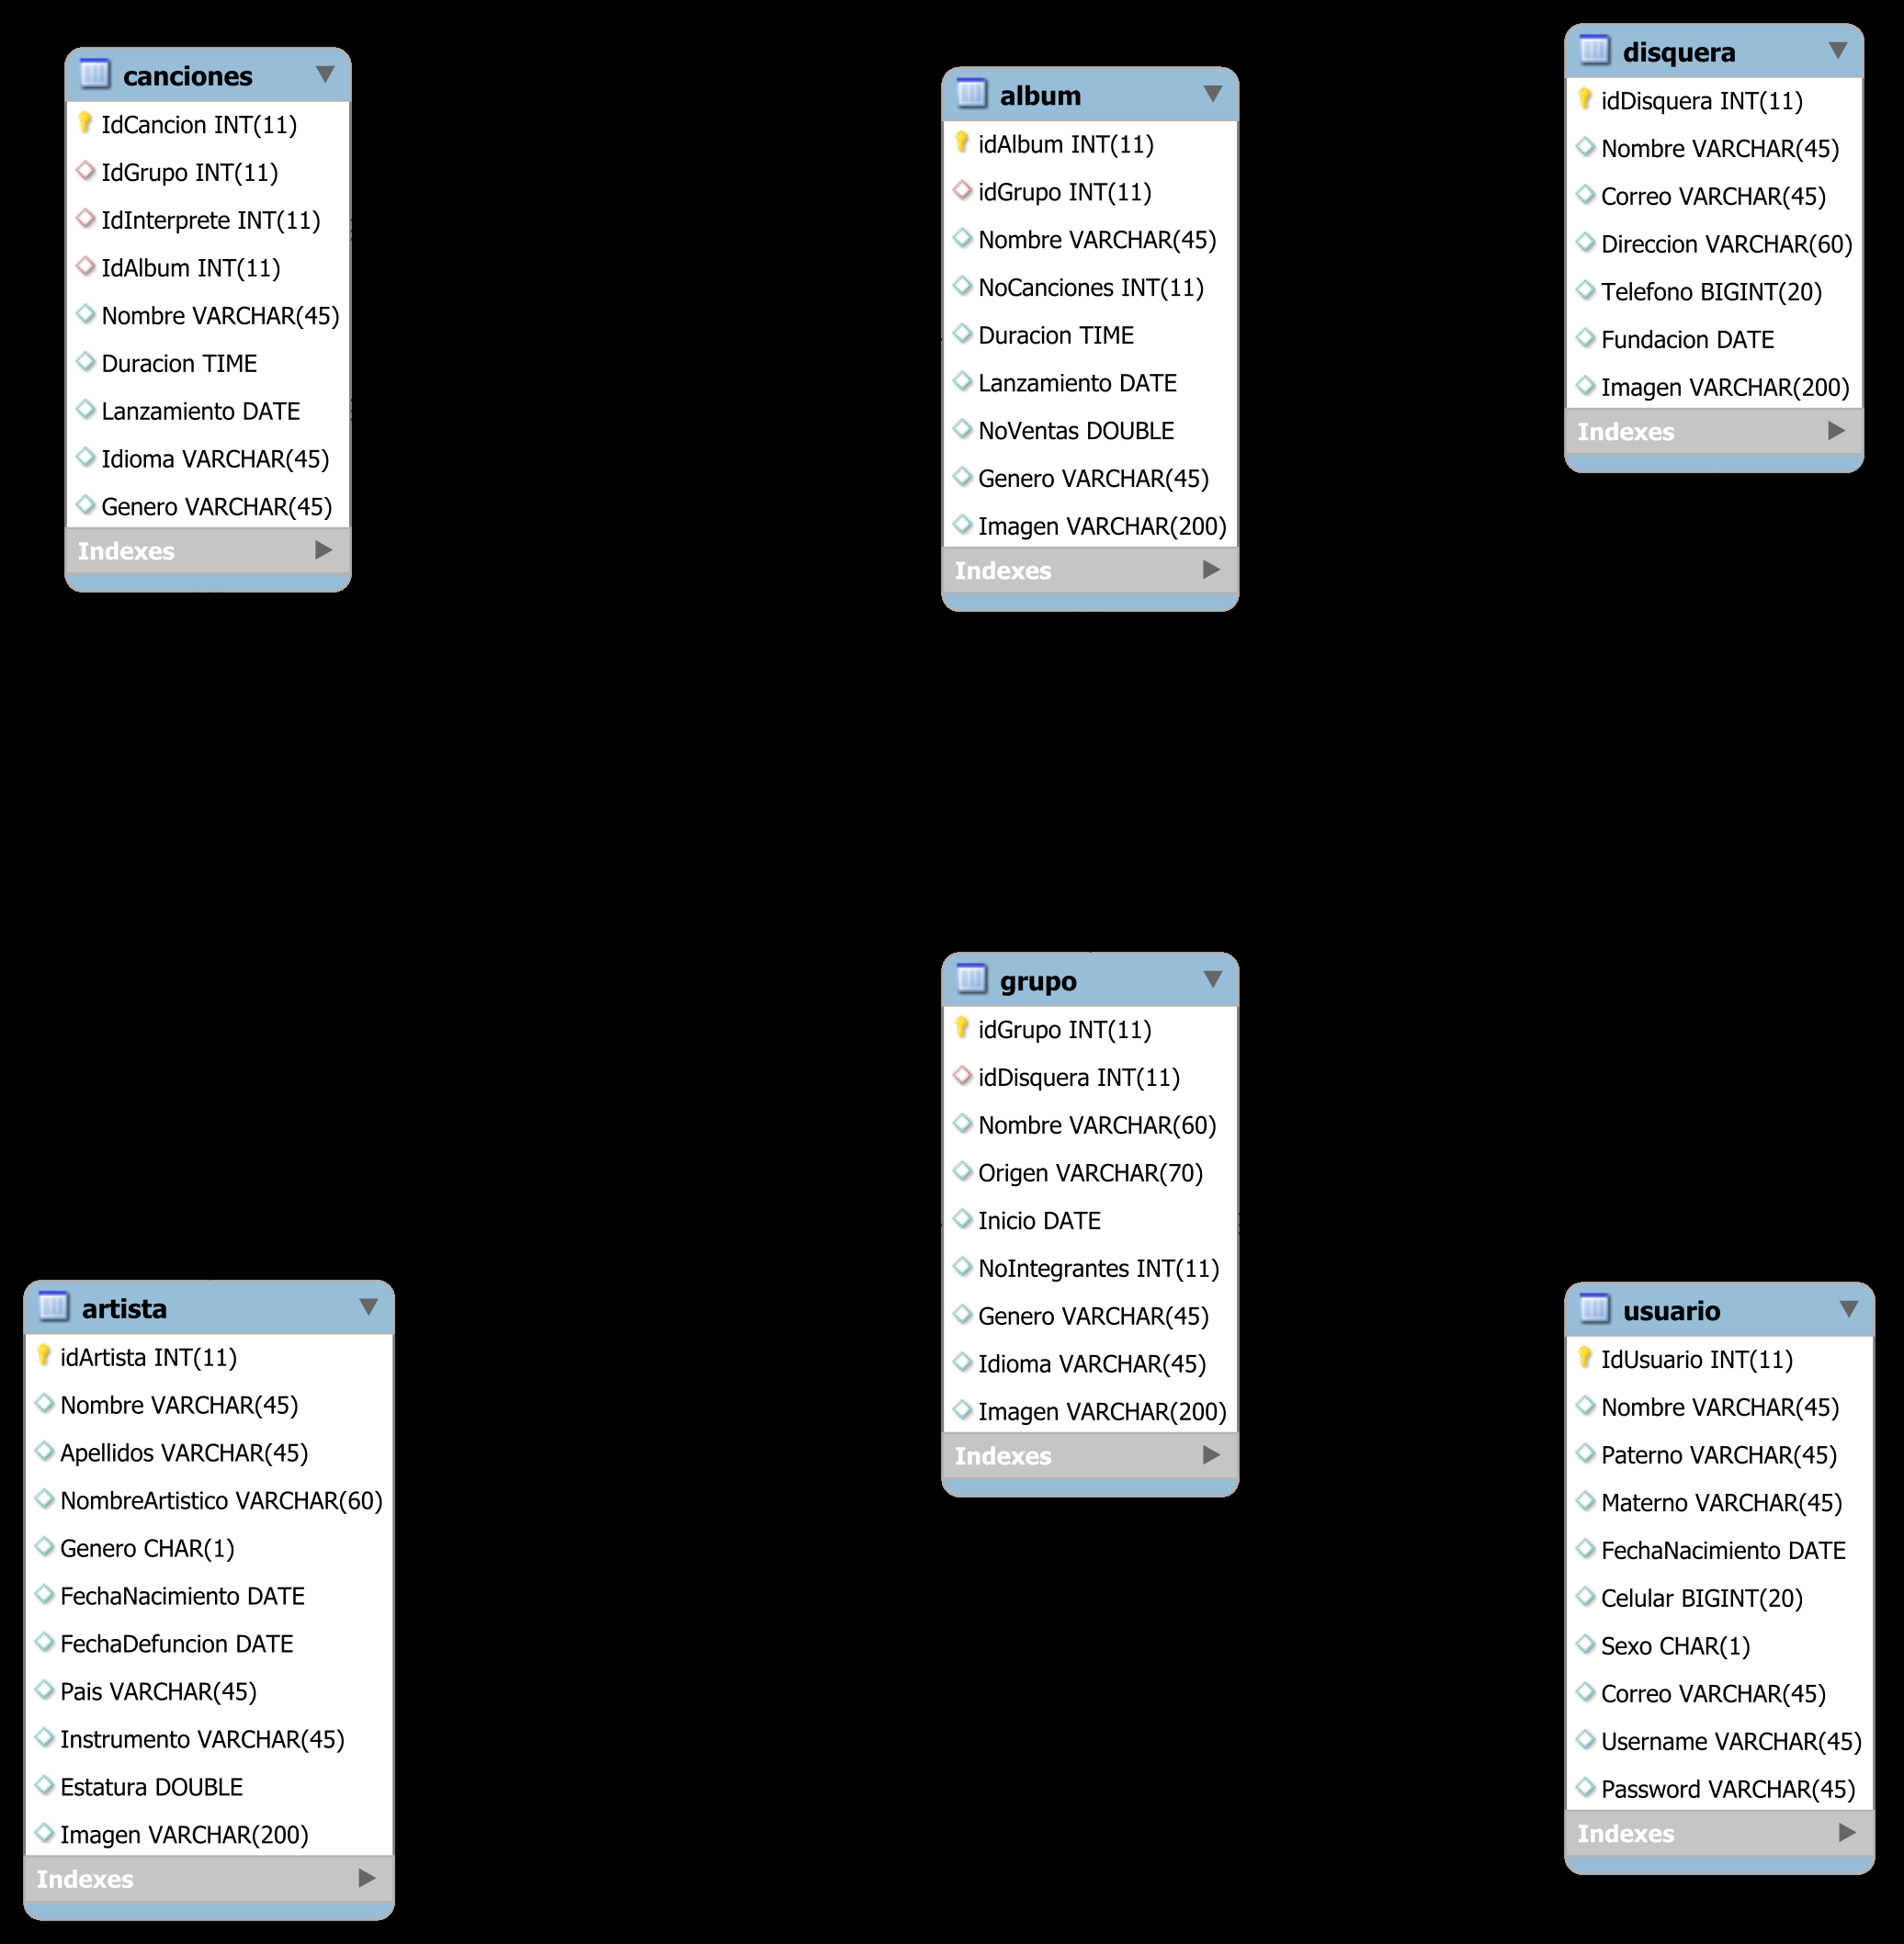 canciones
IdCancion INT(11)
IdGrupo INT(11)
IdInterprete INT(11)
IdAlbum INT(11)
Nombre VARCHAR(45)
Duracion TIME
Lanzamiento DATE
Idioma VARCHAR(45)
Genero VARCHAR(45)
Indexes
album
idAlbum INT(11)
idGrupo INT(11)
Nombre VARCHAR(45)
NoCanciones INT(11)
Duracion TIME
Lanzamiento DATE
NoVentas DOUBLE
Genero VARCHAR(45)
Imagen VARCHAR(200)
Indexes
disquera
idDisquera INT(11)
Nombre VARCHAR(45)
Correo VARCHAR(45)
Direccion VARCHAR(60)
Telefono BIGINT(20)
Fundacion DATE
Imagen VARCHAR(200)
Indexes
grupo
idGrupo INT(11)
idDisquera INT(11)
Nombre VARCHAR(60)
Origen VARCHAR(70)
Inicio DATE
NoIntegrantes INT(11)
Genero VARCHAR(45)
Idioma VARCHAR(45)
Imagen VARCHAR(200)
Indexes
artista
idArtista INT(11)
Nombre VARCHAR(45)
Apellidos VARCHAR(45)
NombreArtistico VARCHAR(60)
Genero CHAR(1)
FechaNacimiento DATE
FechaDefuncion DATE
Pais VARCHAR(45)
Instrumento VARCHAR(45)
Estatura DOUBLE
Imagen VARCHAR(200)
Indexes
usuario
IdUsuario INT(11)
Nombre VARCHAR(45)
Paterno VARCHAR(45)
Materno VARCHAR(45)
FechaNacimiento DATE
Celular BIGINT(20)
Sexo CHAR(1)
Correo VARCHAR(45)
Username VARCHAR(45)
Password VARCHAR(45)
Indexes